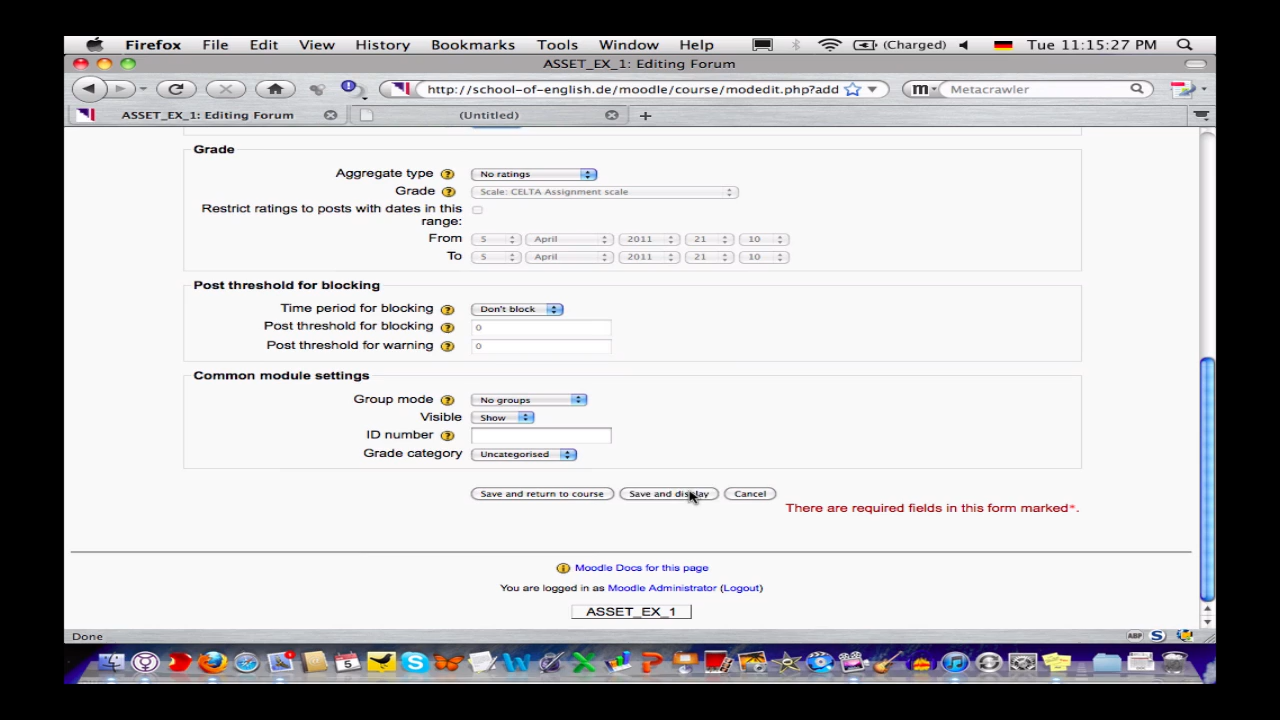 Firefox File Edit View History Bookmarks Tools Window Help (Charged) Tue 11:15:27 PM
ASSET_EX_1: Editing Forum
http://school-of-english.de/moodle/course/modedit.php?add m Metacrawler
ASSET_EX_1: Editing Forum (Untitled)
Grade
Aggregate type No ratings
Grade Scale: CELTA Assignment scale
Restrict ratings to posts with dates in this
range:
From 5 April 2011 21 10
To 5 April 2011 21 10
Post threshold for blocking
Time period for blocking Don't block
Post threshold for blocking 0
Post threshold for warning 0
Common module settings
Group mode No groups
Visible Show
ID number
Grade category Uncategorised
Save and return to course Save and display Cancel
There are required fields in this form marked*.
Moodle Docs for this page
You are logged in as Moodle Administrator (Logout)
ASSET_EX_1
Done ABP S